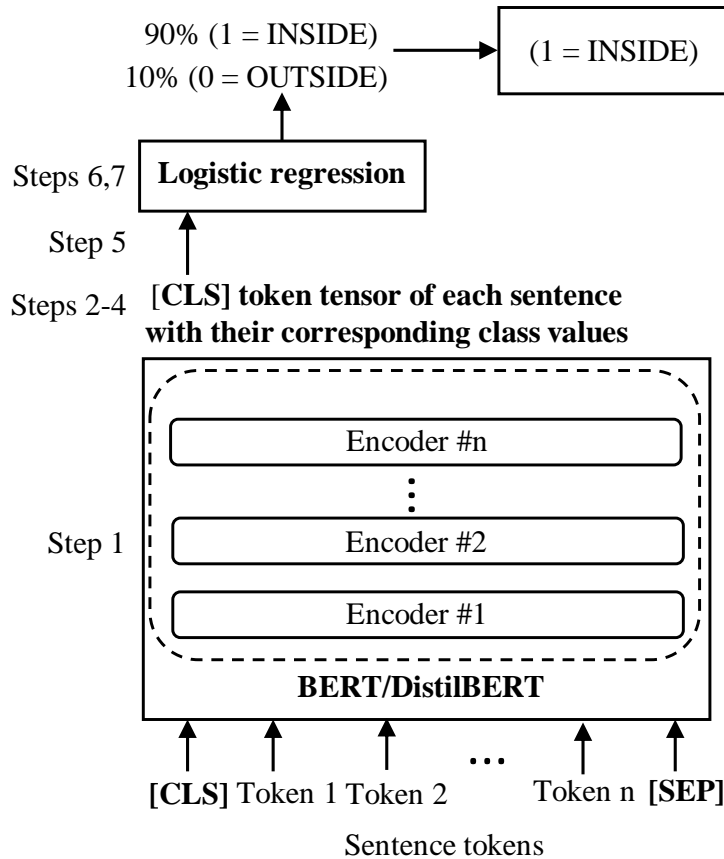 90% (1 = INSIDE)
10% (0 = OUTSIDE)
(1 = INSIDE)
Steps 6,7
Logistic regression
Step 5
Steps 2-4
[CLS] token tensor of each sentence
with their corresponding class values
Encoder #n
⋮
Step 1
Encoder #2
Encoder #1
BERT/DistilBERT
[CLS] Token 1 Token 2 ... Token n [SEP]
Sentence tokens